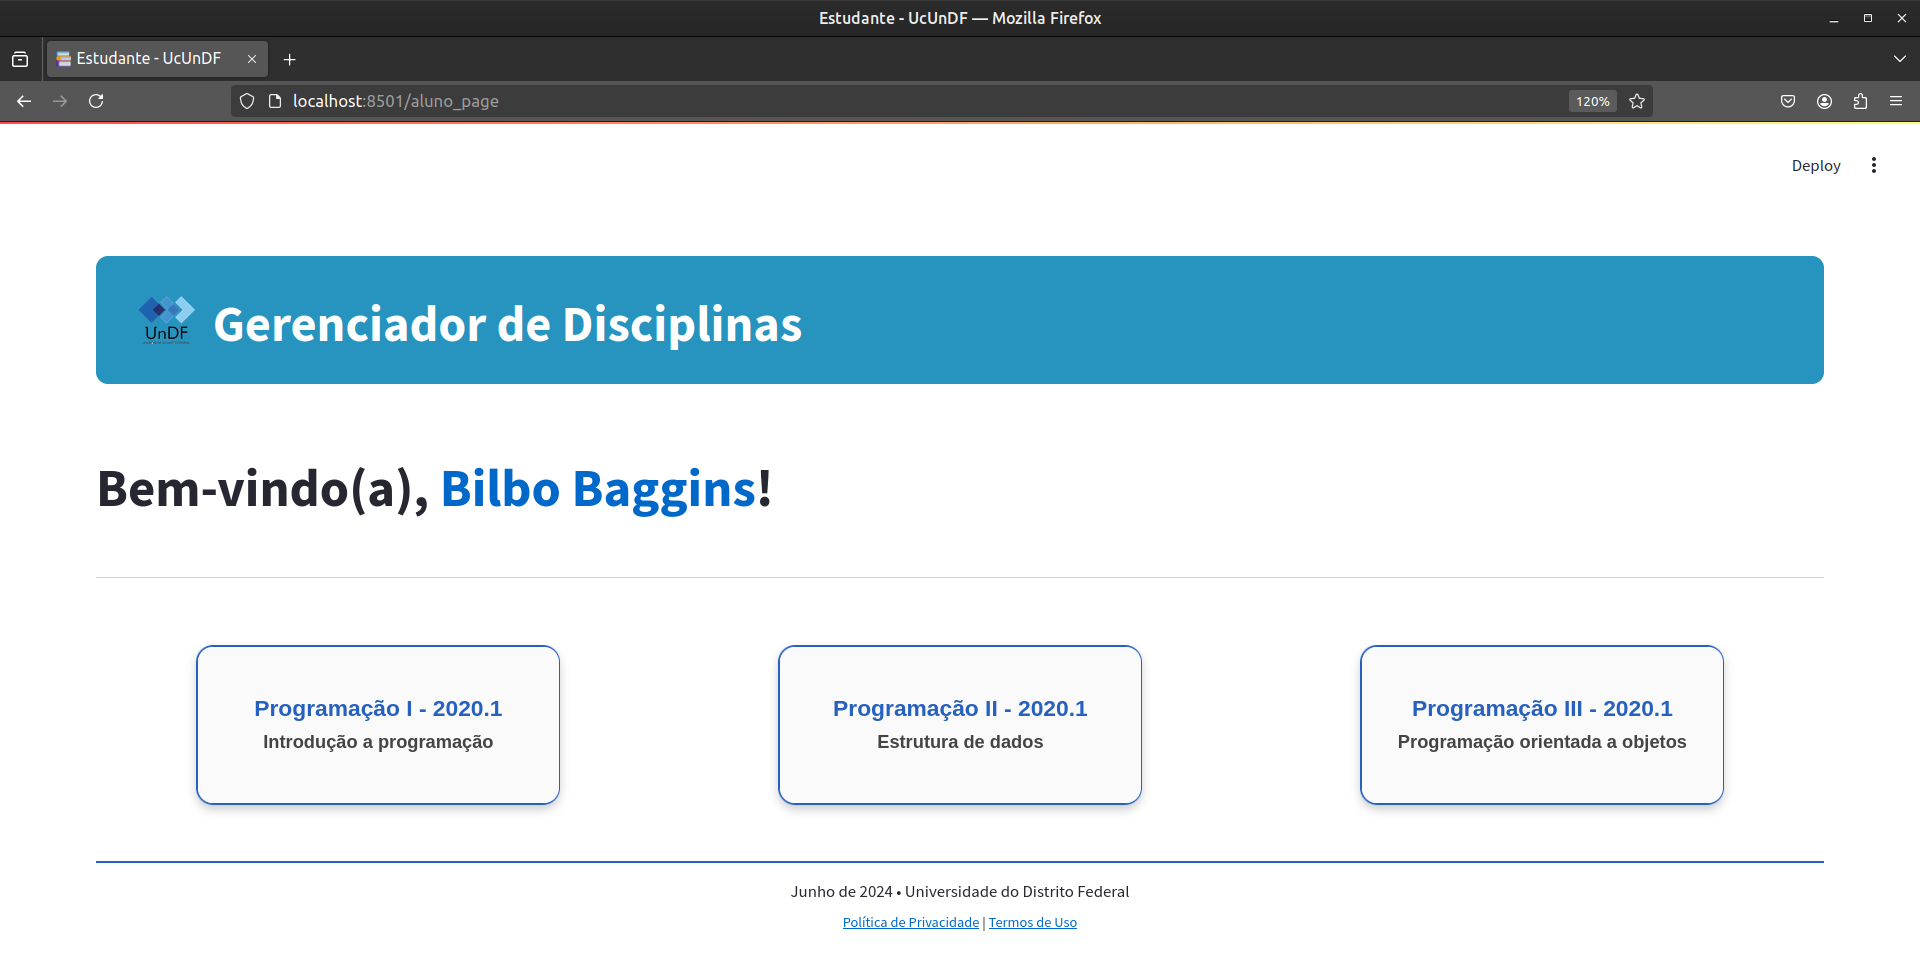 Estudante - UcUnDF — Mozilla Firefox
Estudante - UcUnDF
localhost:8501/aluno_page
120%
Deploy
UnDF
Gerenciador de Disciplinas
Bem-vindo(a), Bilbo Baggins!
Programação I - 2020.1
Introdução a programação
Programação II - 2020.1
Estrutura de dados
Programação III - 2020.1
Programação orientada a objetos
Junho de 2024 • Universidade do Distrito Federal
Política de Privacidade | Termos de Uso